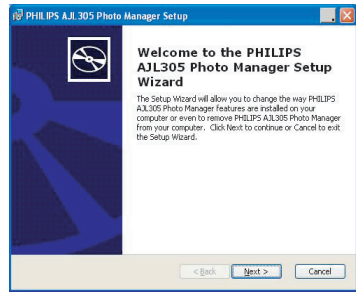 PHILIPS AJL305 Photo Manager Setup
Welcome to the PHILIPS
AJL305 Photo Manager Setup
Wizard
The Setup Wizard will allow you to change the way PHILIPS
AJL305 Photo Manager features are installed on your
computer or even to remove PHILIPS AJL305 Photo Manager
from your computer. Click Next to continue or Cancel to exit
the Setup Wizard.
< Back Next > Cancel